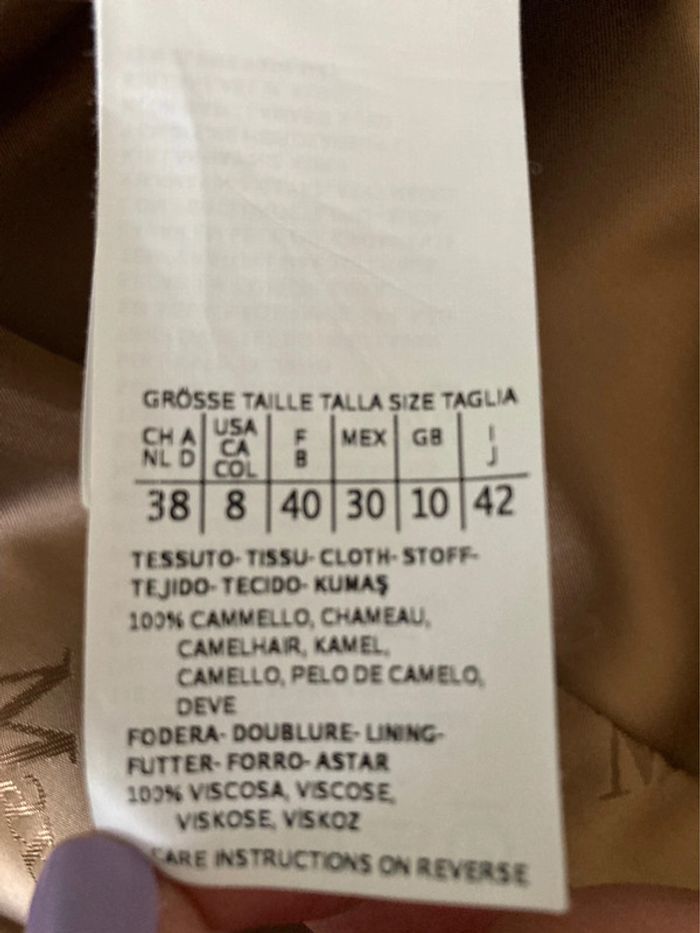 GRÖSSE TAILLE TALLA SIZE TAGLIA
CH A NL D | USA CA COL | F B | MEX | GB | I J
38 | 8 | 40 | 30 | 10 | 42
TESSUTO- TISSU- CLOTH- STOFF-
TEJIDO- TECIDO- KUMAŞ
100% CAMMELLO, CHAMEAU,
CAMELHAIR, KAMEL,
CAMELLO, PELO DE CAMELO,
DEVE
FODERA- DOUBLURE- LINING-
FUTTER- FORRO- ASTAR
100% VISCOSA, VISCOSE,
VISKOSE, VİSKOZ
CARE INSTRUCTIONS ON REVERSE